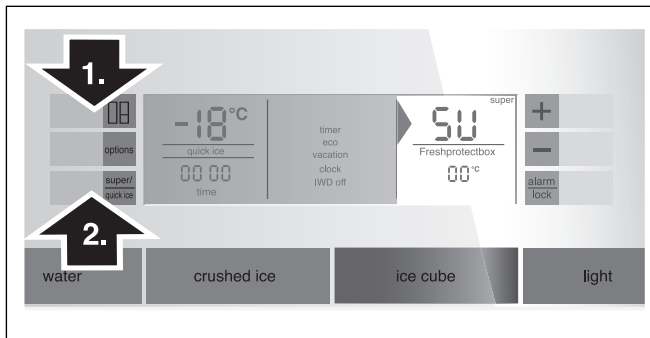 1.
super
-18°C
SU
+
timer
options
quick ice
eco
Freshprotectbox
−
vacation
00 00
clock
00°C
super/
quick ice
time
IWD off
alarm
lock
2.
water
crushed ice
ice cube
light